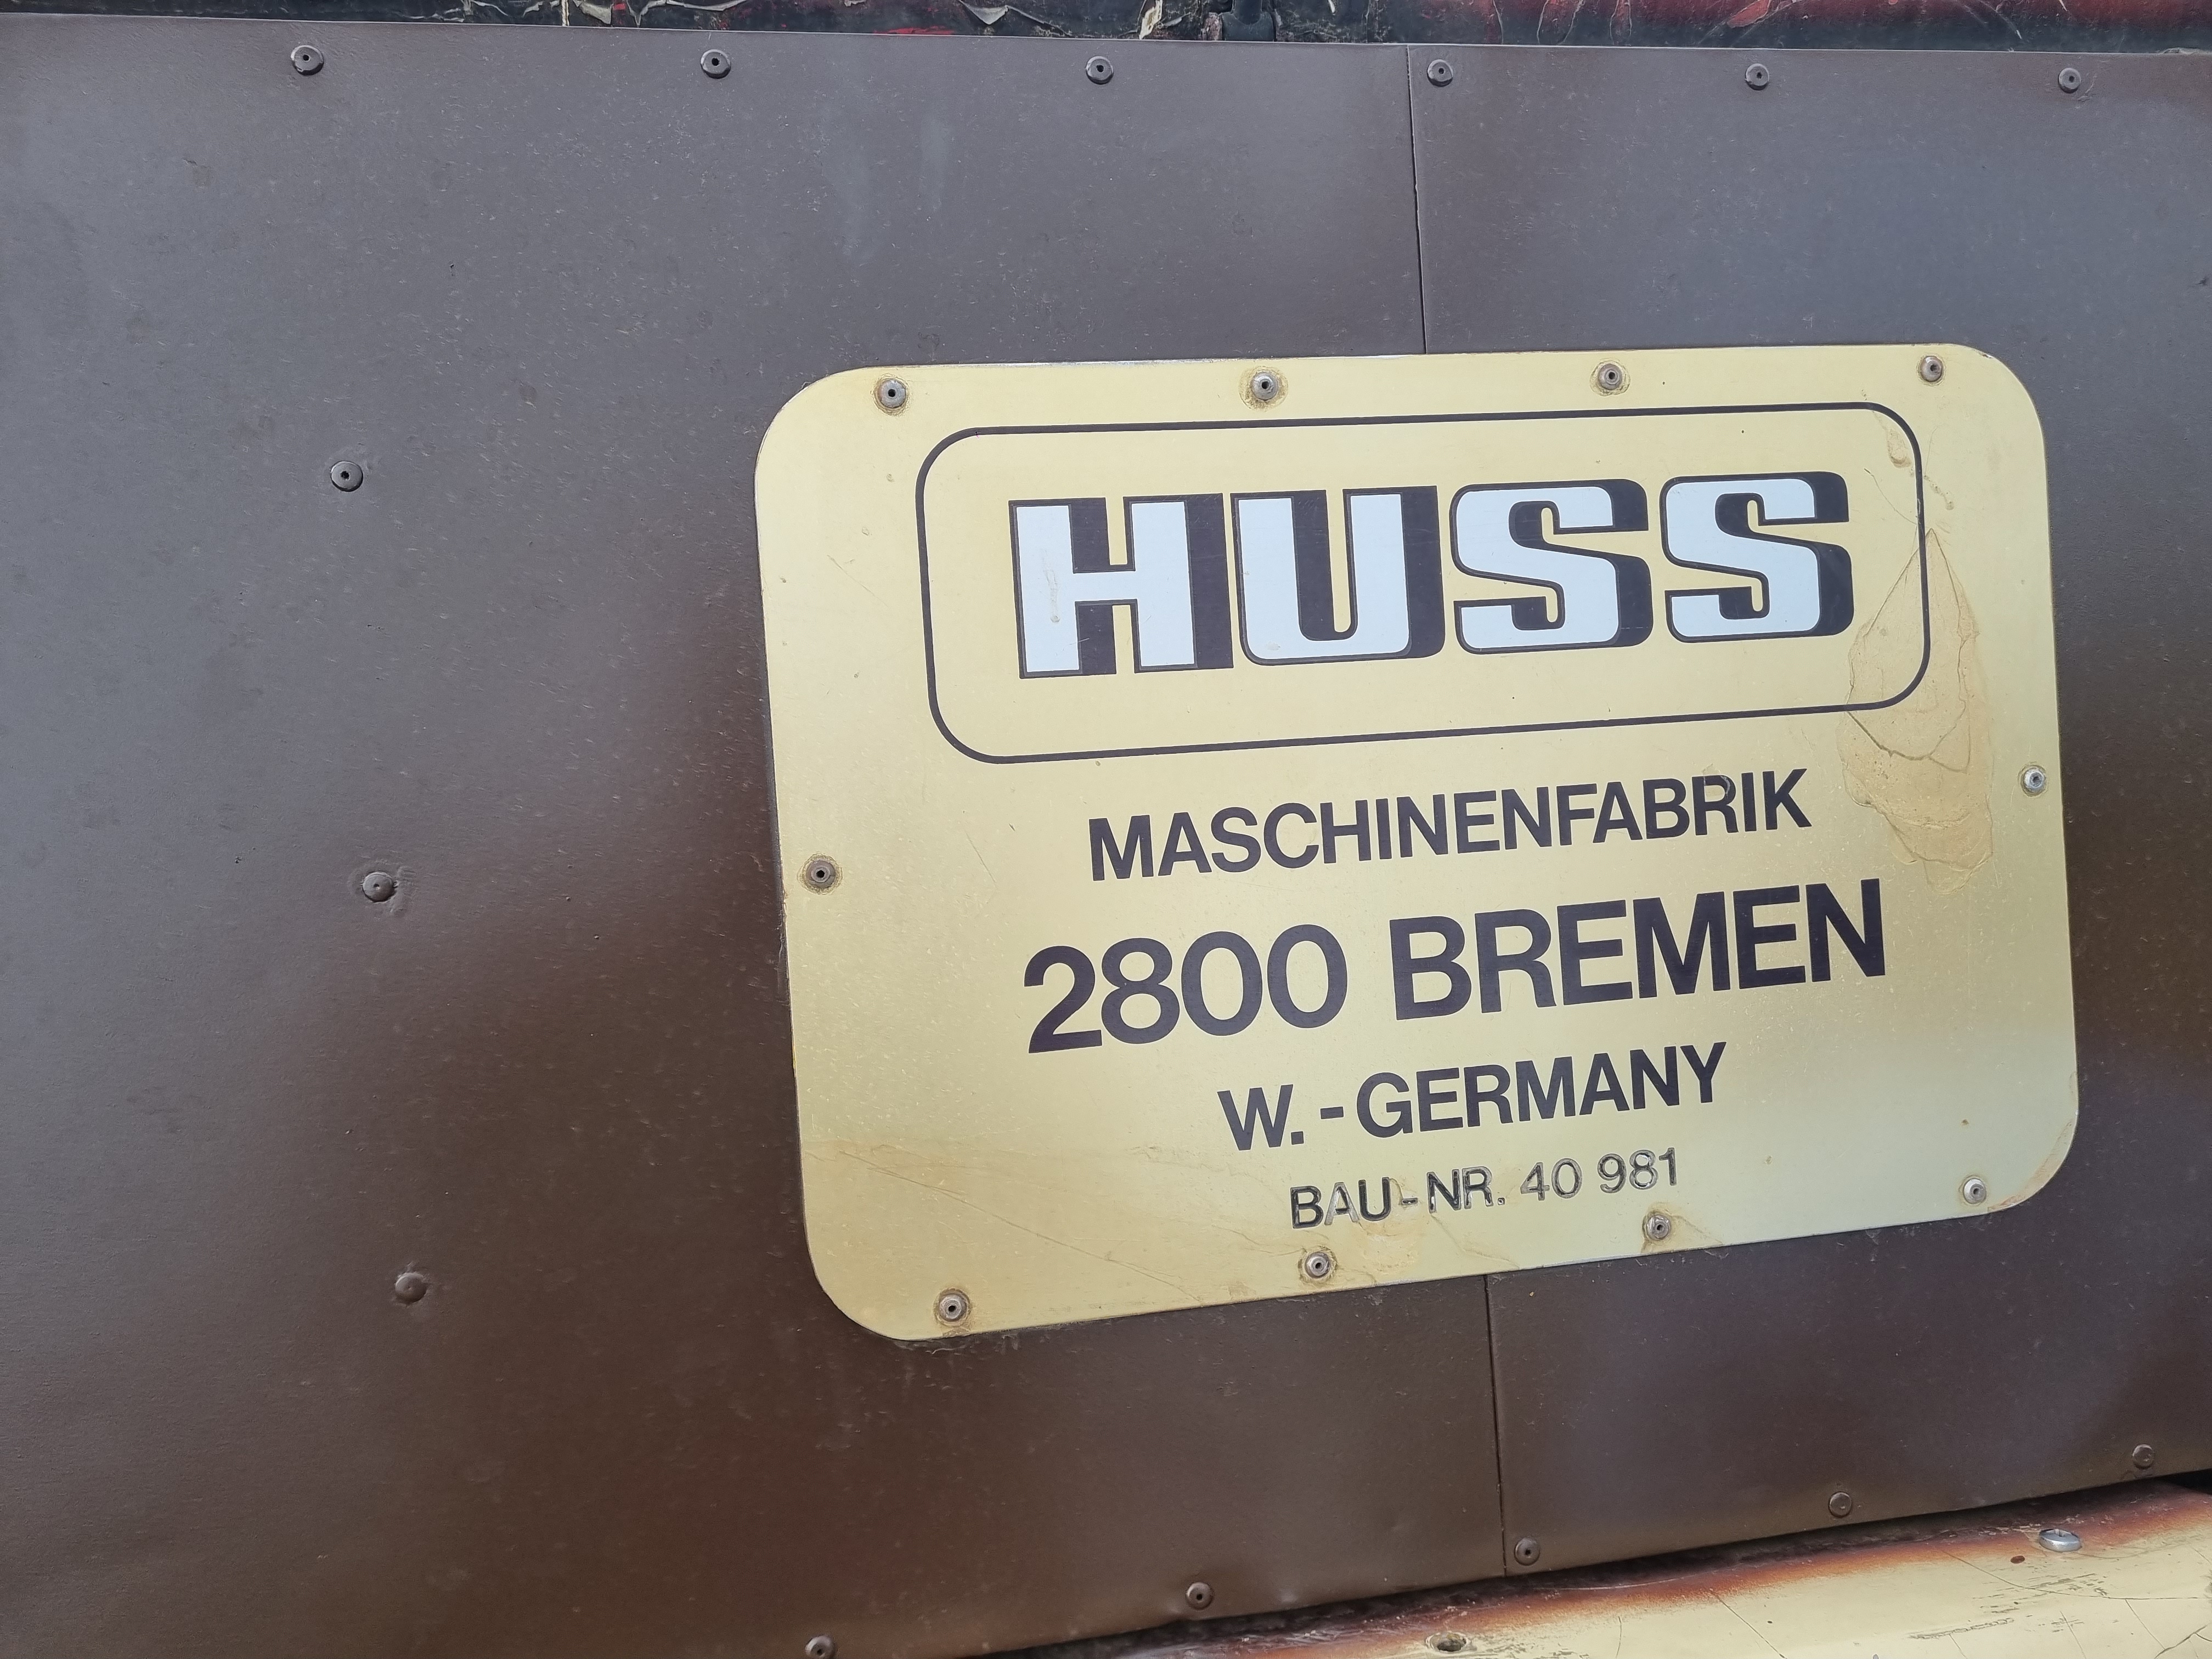 HUSS
MASCHINENFABRIK
2800 BREMEN
W.-GERMANY
BAU-NR. 40 981